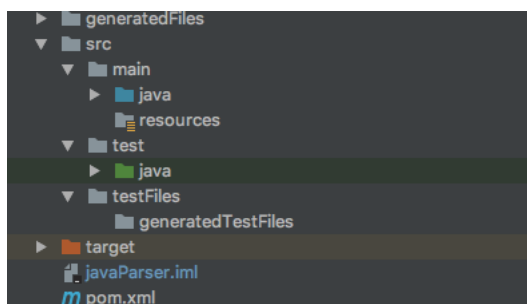 generatedFiles
src
main
java
resources
test
java
testFiles
generatedTestFiles
target
javaParser.iml
pom.xml